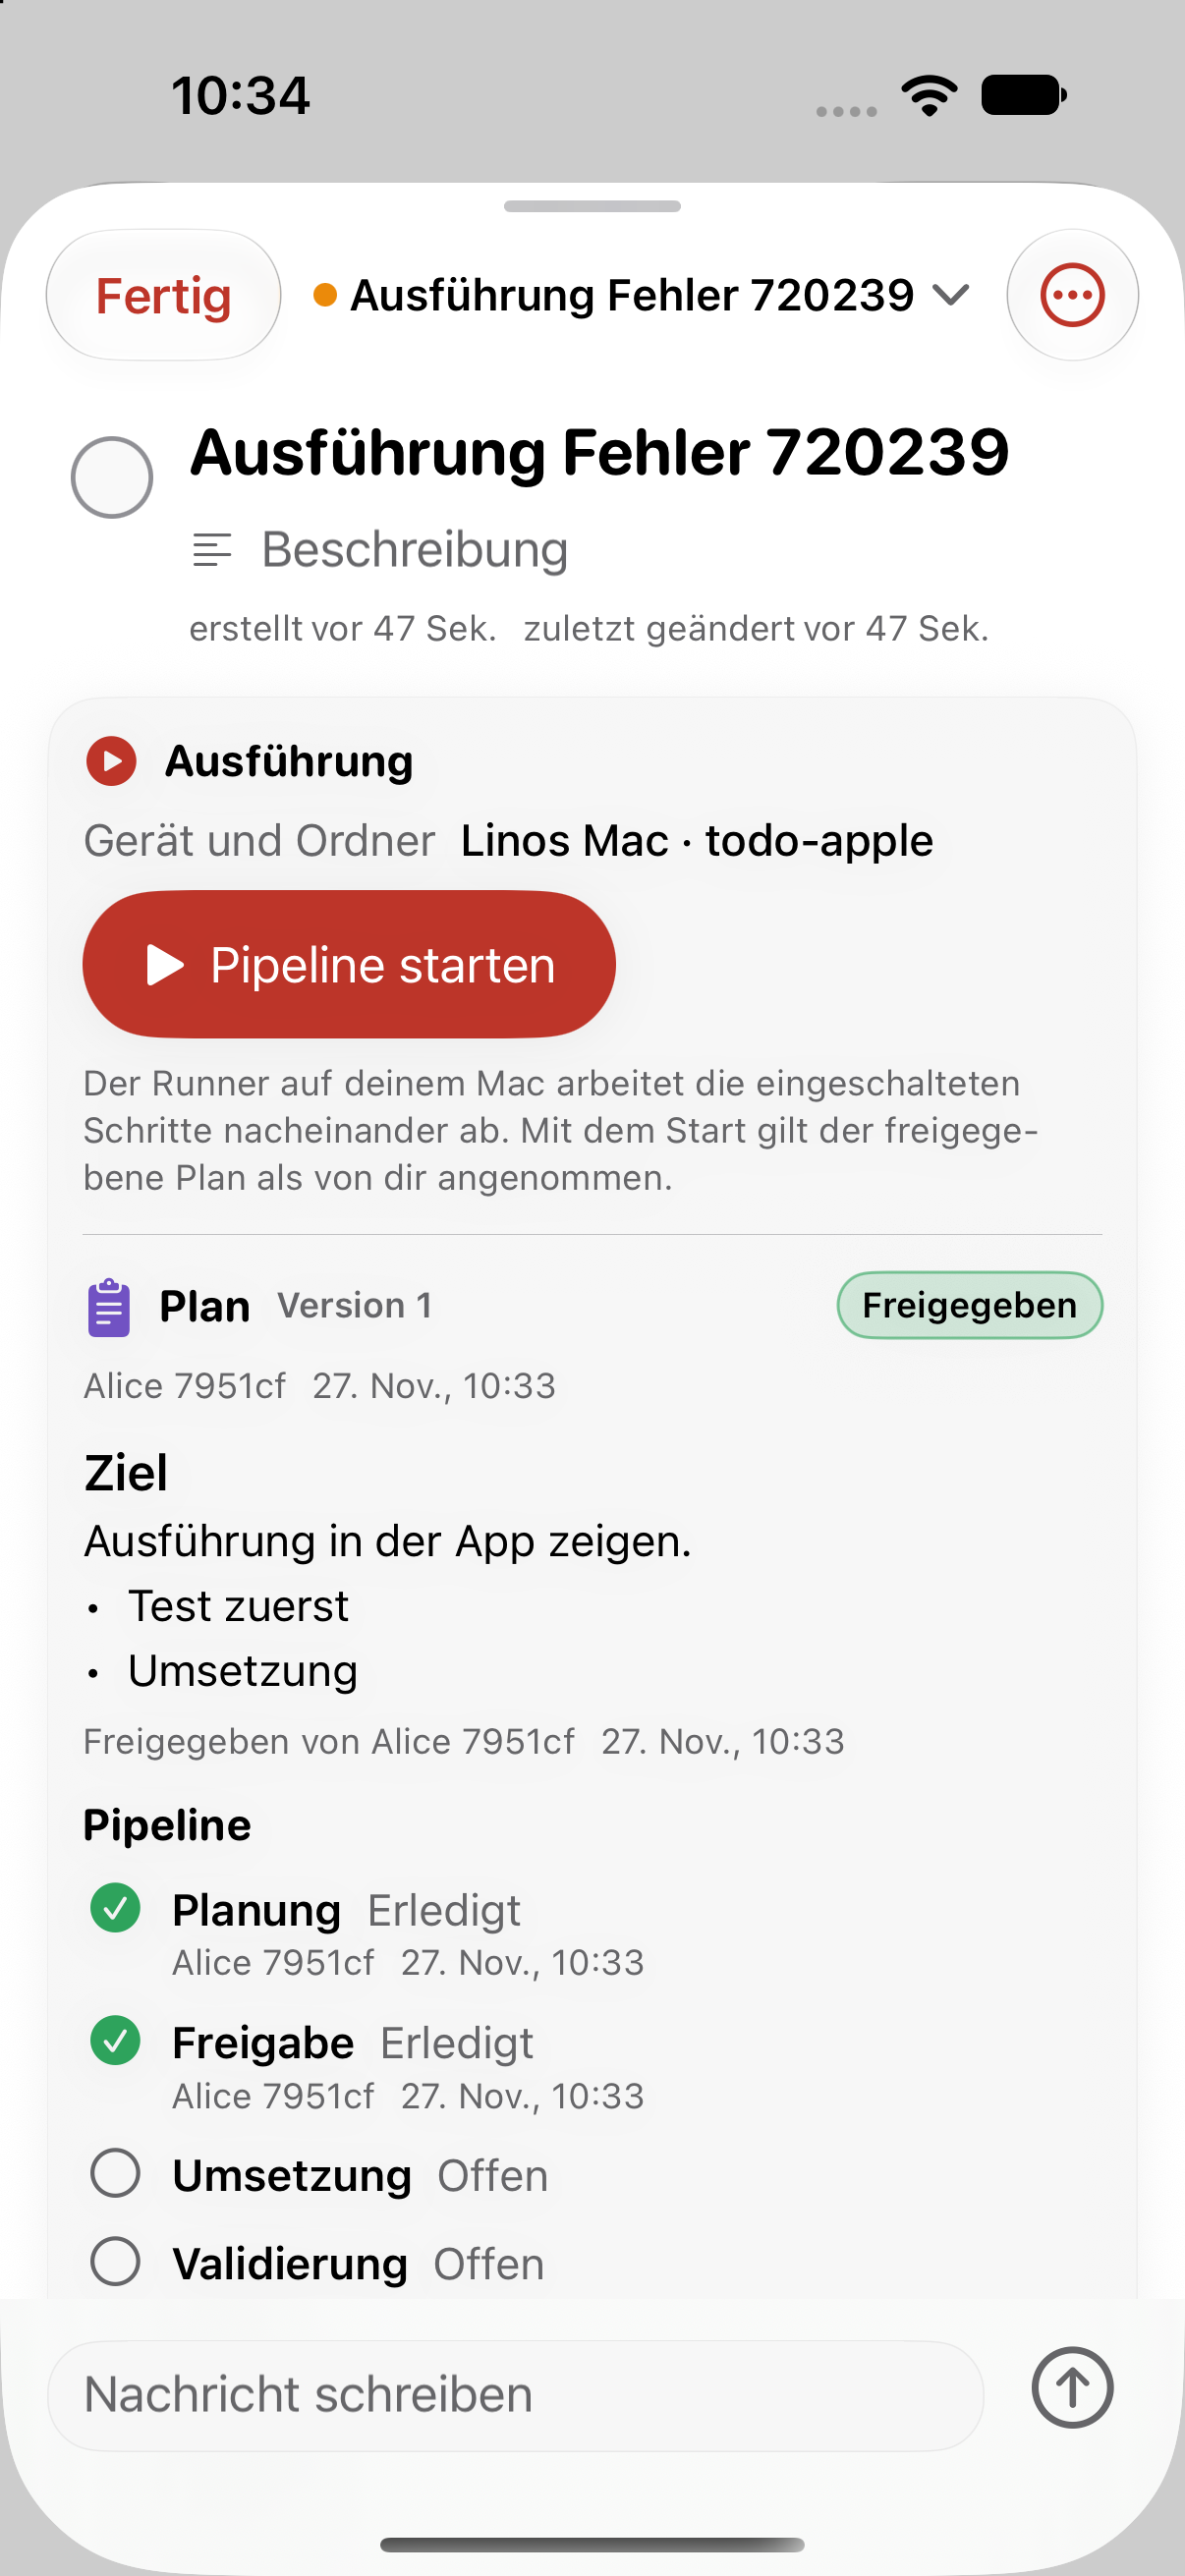 10:34
Fertig
Ausführung Fehler 720239
Ausführung Fehler 720239
Beschreibung
erstellt vor 47 Sek. zuletzt geändert vor 47 Sek.
Ausführung
Gerät und Ordner Linos Mac · todo-apple
Pipeline starten
Der Runner auf deinem Mac arbeitet die eingeschalteten
Schritte nacheinander ab. Mit dem Start gilt der freigege-
bene Plan als von dir angenommen.
Plan Version 1 Freigegeben
Alice 7951cf 27. Nov., 10:33
Ziel
Ausführung in der App zeigen.
• Test zuerst
• Umsetzung
Freigegeben von Alice 7951cf 27. Nov., 10:33
Pipeline
Planung Erledigt
Alice 7951cf 27. Nov., 10:33
Freigabe Erledigt
Alice 7951cf 27. Nov., 10:33
Umsetzung Offen
Validierung Offen
Nachricht schreiben